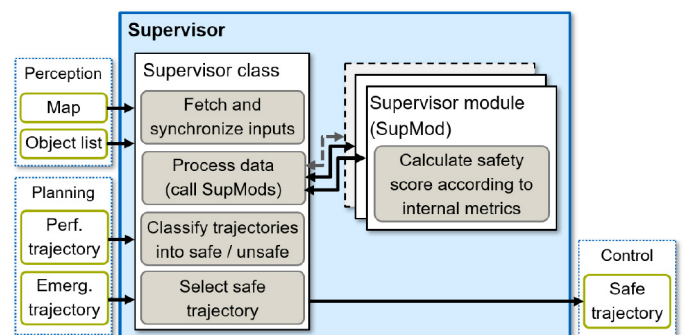 Supervisor
Perception
Map
Object list
Planning
Perf.
trajectory
Emerg.
trajectory
Supervisor class
Fetch and
synchronize inputs
Process data
(call SupMods)
Classify trajectories
into safe / unsafe
Select safe
trajectory
Supervisor module
(SupMod)
Calculate safety
score according to
internal metrics
Control
Safe
trajectory